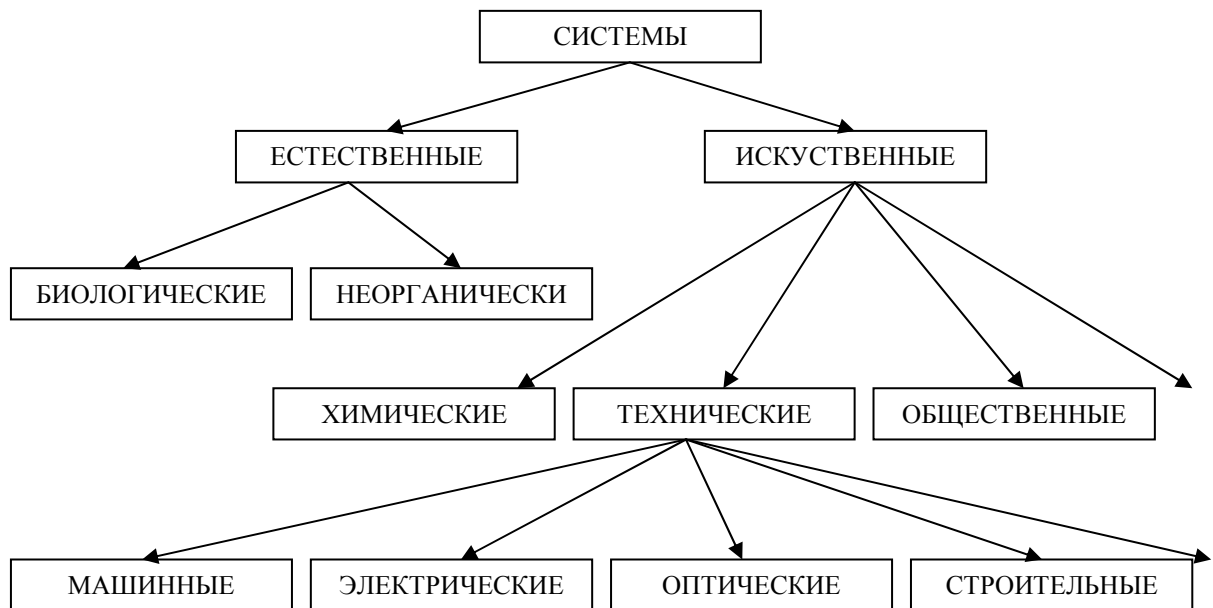 СИСТЕМЫ
ЕСТЕСТВЕННЫЕ
ИСКУСТВЕННЫЕ
БИОЛОГИЧЕСКИЕ
НЕОРГАНИЧЕСКИ
ХИМИЧЕСКИЕ
ТЕХНИЧЕСКИЕ
ОБЩЕСТВЕННЫЕ
МАШИННЫЕ
ЭЛЕКТРИЧЕСКИЕ
ОПТИЧЕСКИЕ
СТРОИТЕЛЬНЫЕ